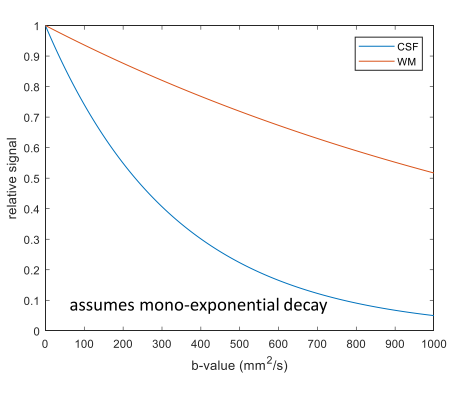 1
0.9
0.8
0.7
0.6
0.5
0.4
0.3
0.2
0.1
0
relative signal
CSF
WM
assumes mono-exponential decay
0 100 200 300 400 500 600 700 800 900 1000
b-value (mm²/s)